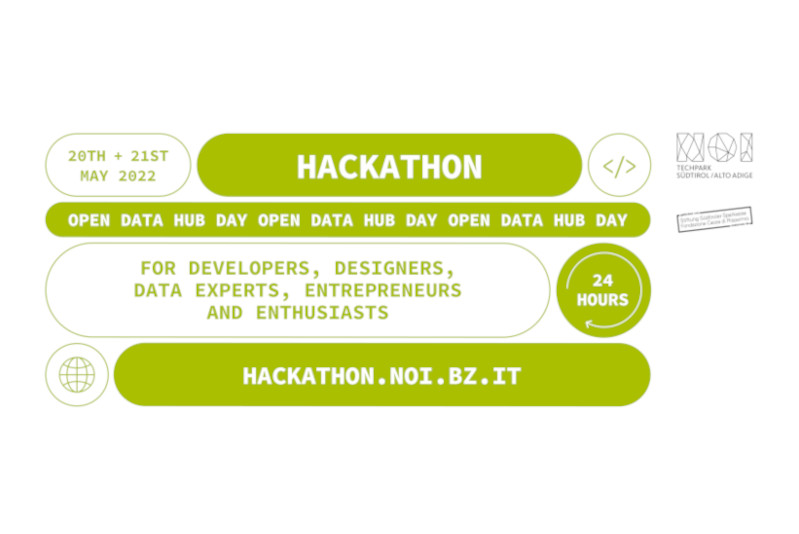 20TH + 21ST
MAY 2022
HACKATHON
</>
OPEN DATA HUB DAY OPEN DATA HUB DAY OPEN DATA HUB DAY
FOR DEVELOPERS, DESIGNERS,
DATA EXPERTS, ENTREPRENEURS
AND ENTHUSIASTS
24
HOURS
HACKATHON.NOI.BZ.IT
NOI
TECHPARK
SÜDTIROL / ALTO ADIGE
Stiftung Südtiroler Sparkasse
Fondazione Cassa di Risparmio